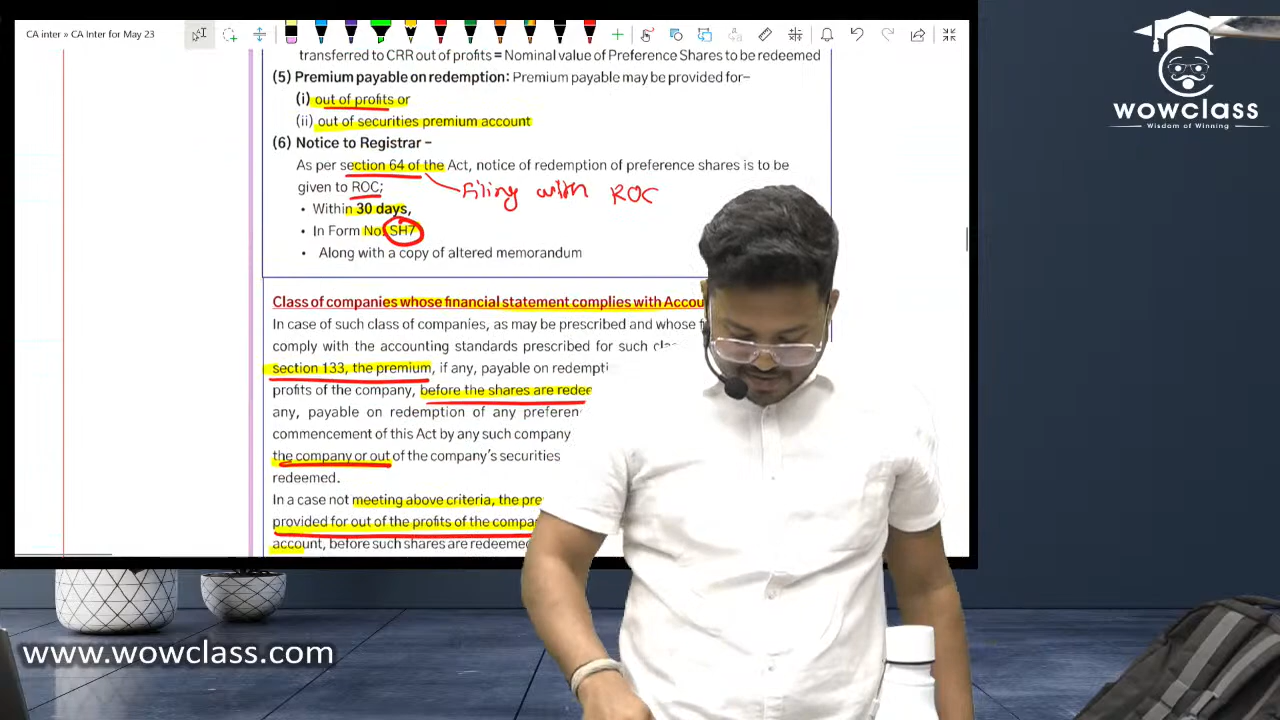 CA inter » CA Inter for May 23
transferred to CRR out of profits = Nominal value of Preference Shares to be redeemed
(5) Premium payable on redemption: Premium payable may be provided for-
(i) out of profits or
(ii) out of securities premium account
(6) Notice to Registrar –
As per section 64 of the Act, notice of redemption of preference shares is to be
given to ROC;
Filing with ROC
• Within 30 days,
• In Form No. SH7
• Along with a copy of altered memorandum
Class of companies whose financial statement complies with Accou
In case of such class of companies, as may be prescribed and whose f
comply with the accounting standards prescribed for such cla
section 133, the premium, if any, payable on redempti
profits of the company, before the shares are redee
any, payable on redemption of any preferenc
commencement of this Act by any such company
the company or out of the company's securities
redeemed.
In a case not meeting above criteria, the pre
provided for out of the profits of the compa
account, before such shares are redeemed
wowclass
Wisdom of Winning
www.wowclass.com